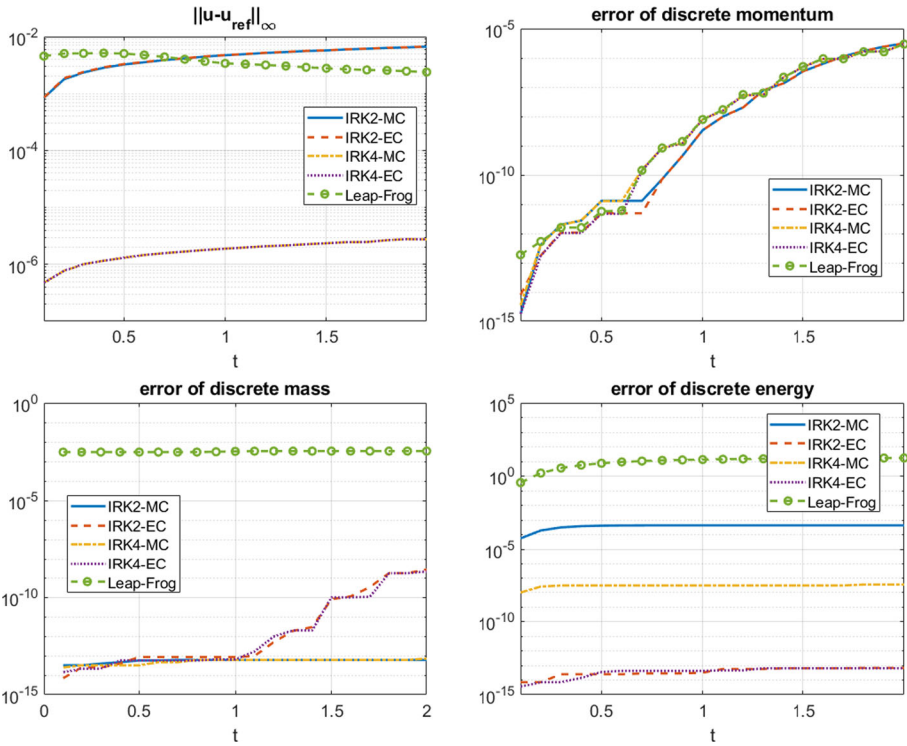 ||u-u_ref||_∞
10^-2
10^-4
10^-6
0.5 1 1.5
t
IRK2-MC
IRK2-EC
IRK4-MC
IRK4-EC
Leap-Frog
error of discrete momentum
10^-5
10^-10
10^-15
0.5 1 1.5
t
IRK2-MC
IRK2-EC
IRK4-MC
IRK4-EC
Leap-Frog
error of discrete mass
10^0
10^-5
10^-10
10^-15
0 0.5 1 1.5 2
t
IRK2-MC
IRK2-EC
IRK4-MC
IRK4-EC
Leap-Frog
error of discrete energy
10^5
10^0
10^-5
10^-10
10^-15
0.5 1 1.5
t
IRK2-MC
IRK2-EC
IRK4-MC
IRK4-EC
Leap-Frog